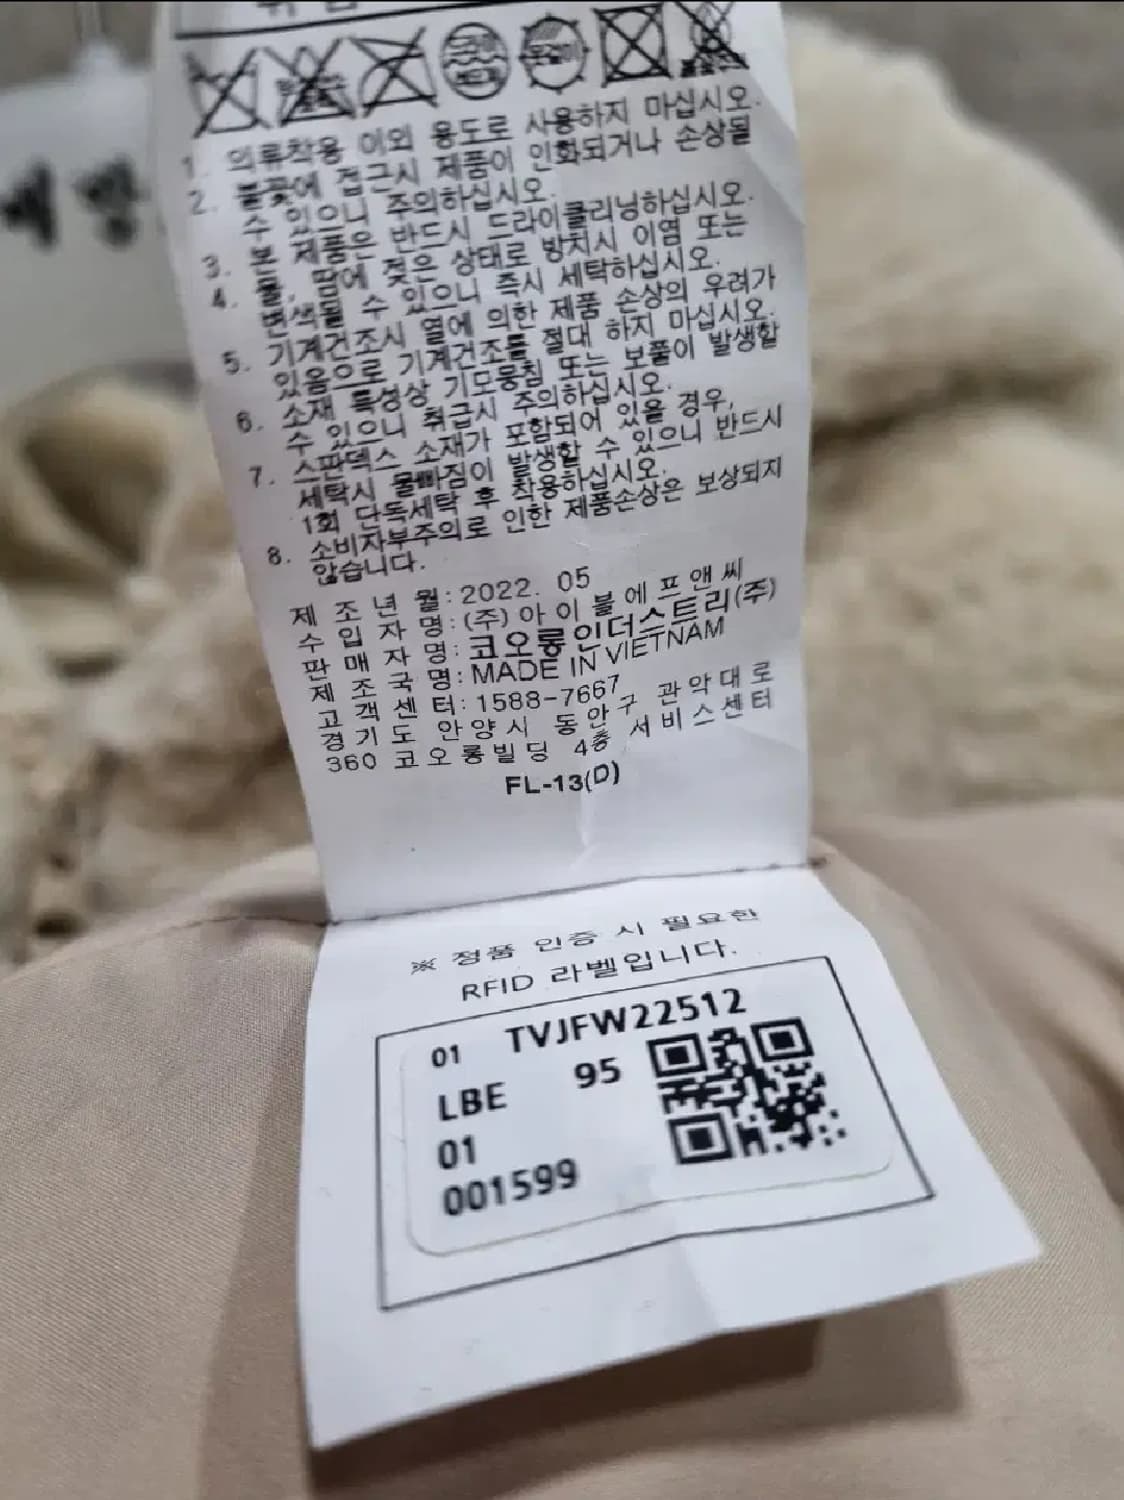 드라이
석유계
옷걸이
1. 의류착용 이외 용도로 사용하지 마십시오.
2. 불꽃에 접근시 제품이 인화되거나 손상될
수 있으니 주의하십시오.
3. 본 제품은 반드시 드라이클리닝하십시오.
4. 물, 땀에 젖은 상태로 방치시 이염 또는
변색될 수 있으니 즉시 세탁하십시오.
5. 기계건조시 열에 의한 제품 손상의 우려가
있음으로 기계건조를 절대 하지 마십시오.
6. 소재 특성상 기모뭉침 또는 보풀이 발생할
수 있으니 취급시 주의하십시오.
7. 스판덱스 소재가 포함되어 있을 경우,
세탁시 물빠짐이 발생할 수 있으니 반드시
1회 단독세탁 후 착용하십시오.
8. 소비자부주의로 인한 제품손상은 보상되지
않습니다.
제 조 년 월: 2022. 05
수 입 자 명: (주) 아 이 블 에 프 앤 씨
판 매 자 명: 코오롱인더스트리(주)
제 조 국 명: MADE IN VIETNAM
고 객 센 터: 1588-7667
경 기 도 안 양 시 동 안 구 관 악 대 로
360 코 오 롱 빌 딩 4층 서 비 스 센 터
FL-13(D)
※ 정품 인증 시 필요한
RFID 라벨입니다.
01 TVJFW22512
LBE 95
01
001599